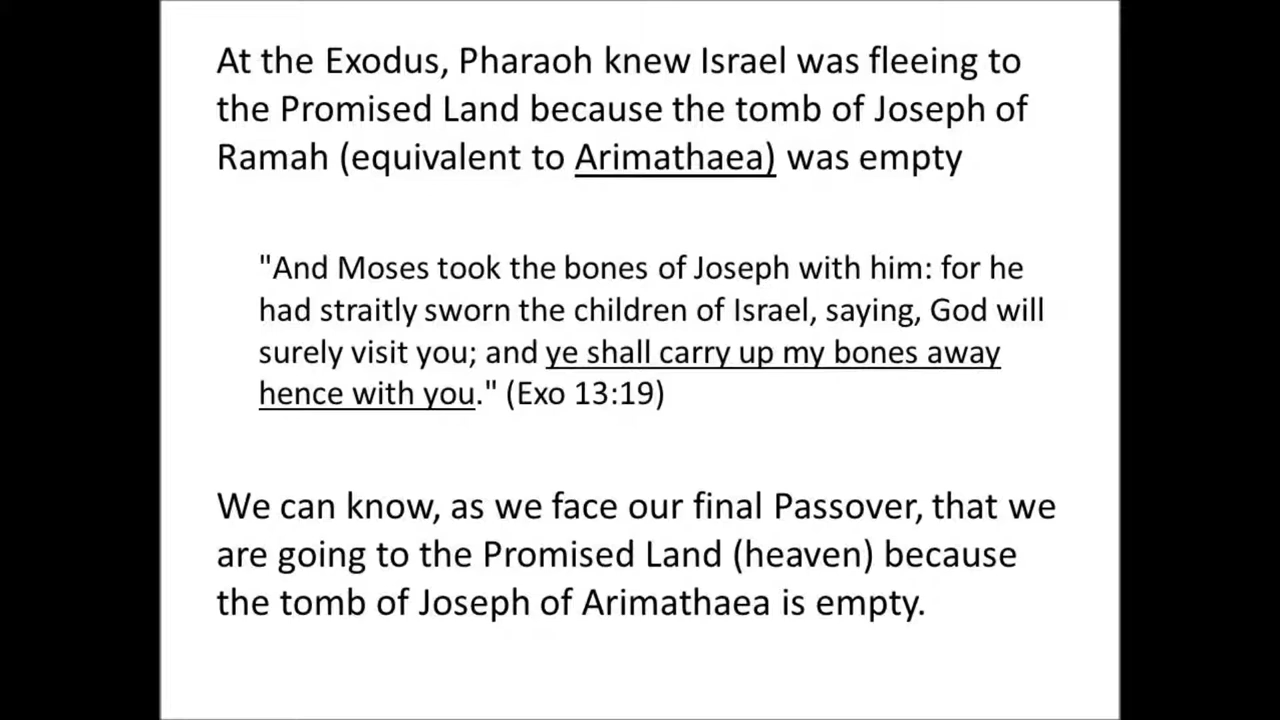 At the Exodus, Pharaoh knew Israel was fleeing to
the Promised Land because the tomb of Joseph of
Ramah (equivalent to Arimathaea) was empty
"And Moses took the bones of Joseph with him: for he
had straitly sworn the children of Israel, saying, God will
surely visit you; and ye shall carry up my bones away
hence with you." (Exo 13:19)
We can know, as we face our final Passover, that we
are going to the Promised Land (heaven) because
the tomb of Joseph of Arimathaea is empty.